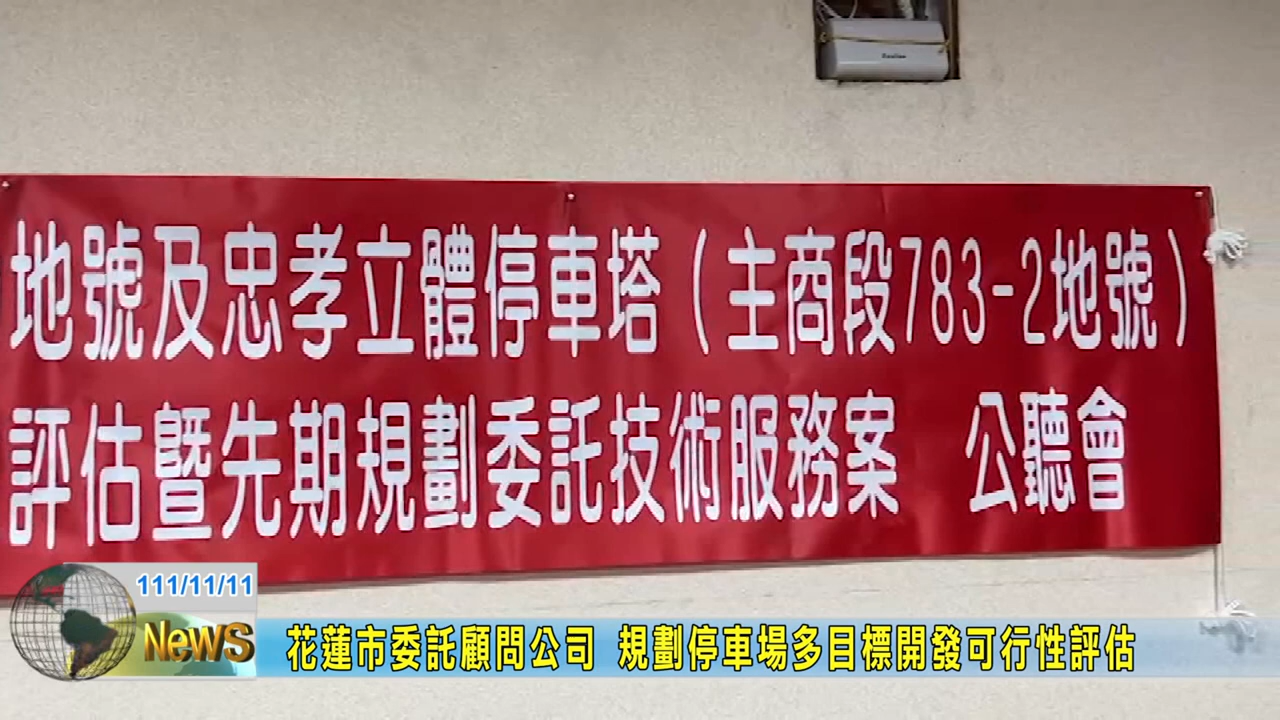 地號及忠孝立體停車塔(主商段783-2地號)
評估暨先期規劃委託技術服務案 公聽會
111/11/11
NewS
花蓮市委託顧問公司 規劃停車場多目標開發可行性評估